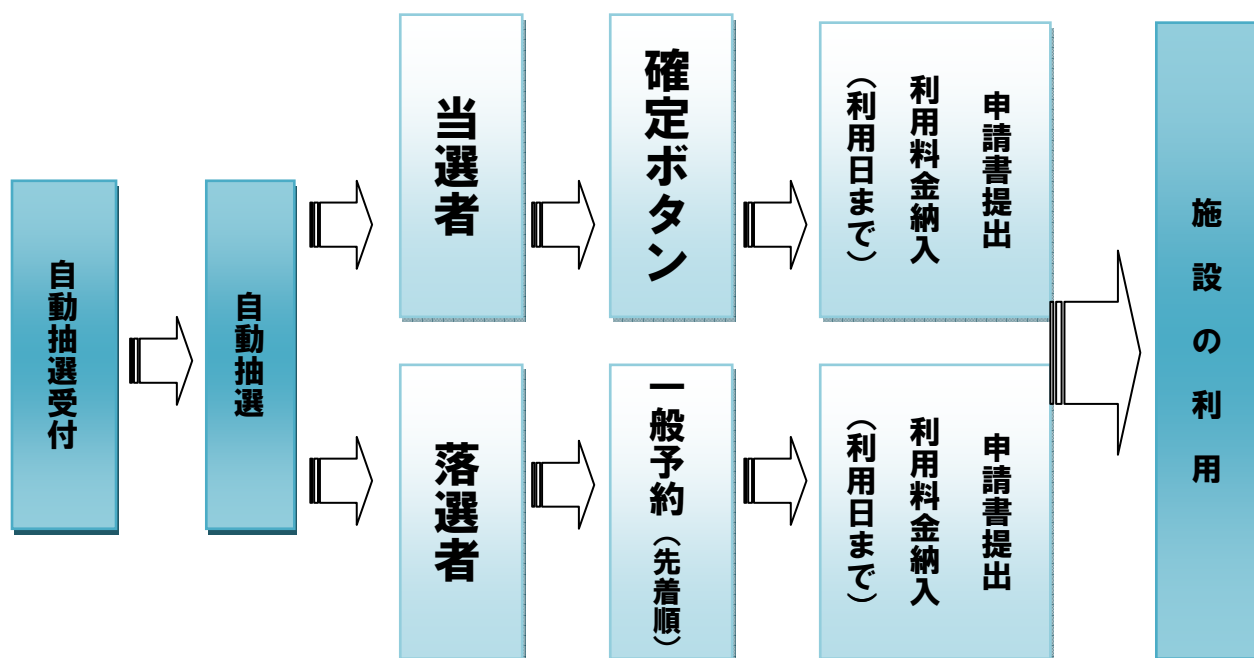 自動抽選受付
自動抽選
当選者
確定ボタン
申請書提出
利用料金納入
（利用日まで）
落選者
一般予約（先着順）
申請書提出
利用料金納入
（利用日まで）
施設の利用